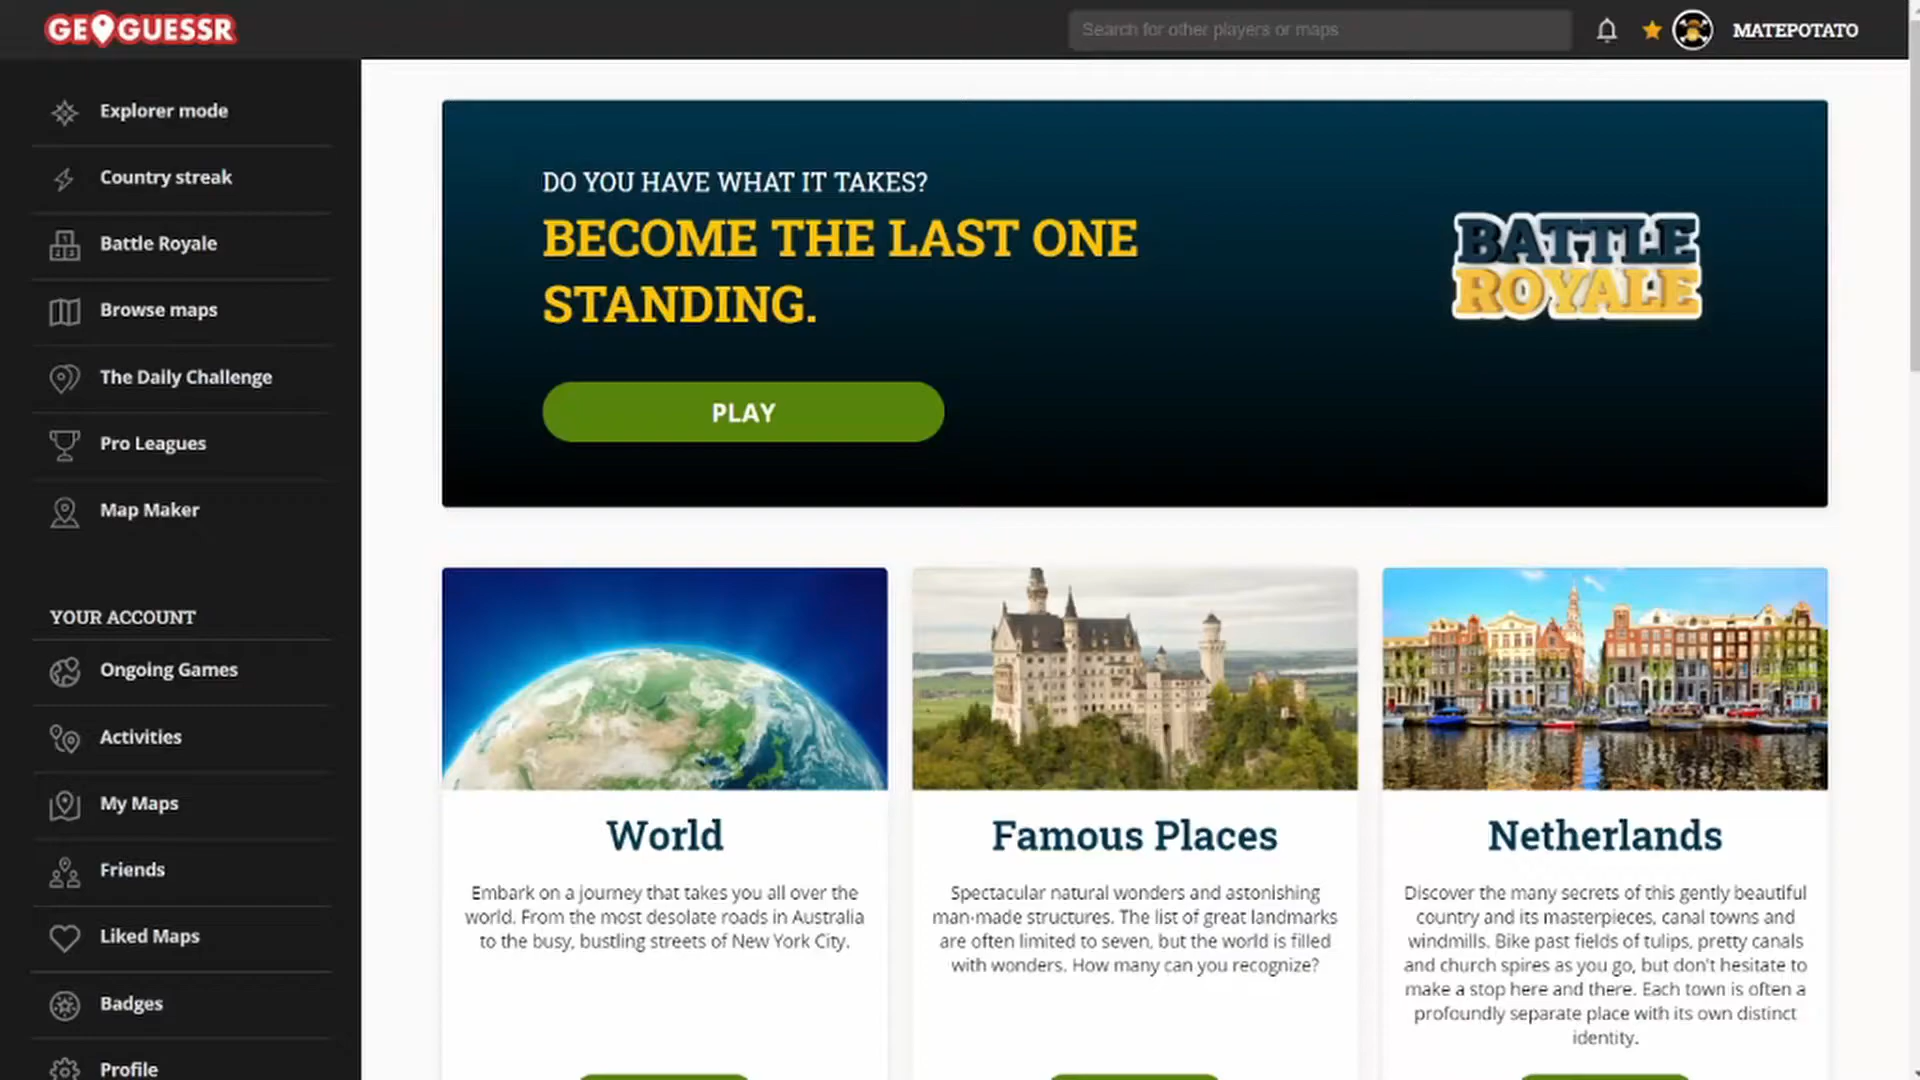 GEOGUESSR
Search for other players or maps
MATEPOTATO
Explorer mode
Country streak
Battle Royale
Browse maps
The Daily Challenge
Pro Leagues
Map Maker
YOUR ACCOUNT
Ongoing Games
Activities
My Maps
Friends
Liked Maps
Badges
Profile
DO YOU HAVE WHAT IT TAKES?
BECOME THE LAST ONE
STANDING.
PLAY
BATTLE
ROYALE
World
Embark on a journey that takes you all over the
world. From the most desolate roads in Australia
to the busy, bustling streets of New York City.
Famous Places
Spectacular natural wonders and astonishing
man-made structures. The list of great landmarks
are often limited to seven, but the world is filled
with wonders. How many can you recognize?
Netherlands
Discover the many secrets of this gently beautiful
country and its masterpieces, canal towns and
windmills. Bike past fields of tulips, pretty canals
and church spires as you go, but don't hesitate to
make a stop here and there. Each town is often a
profoundly separate place with its own distinct
identity.